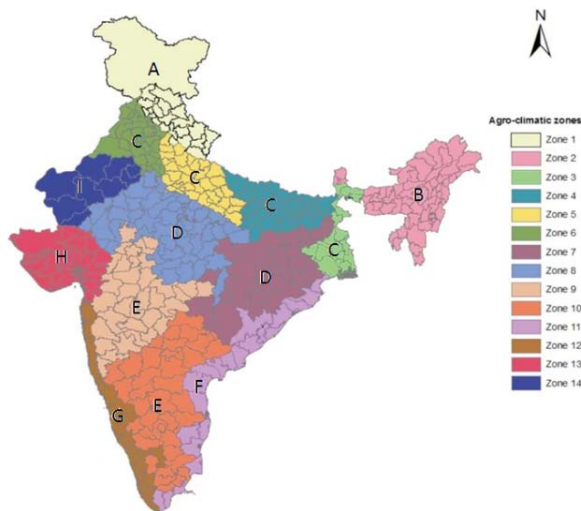 N
A
Agro-climatic zones
Zone 1
Zone 2
Zone 3
Zone 4
Zone 5
Zone 6
Zone 7
Zone 8
Zone 9
Zone 10
Zone 11
Zone 12
Zone 13
Zone 14
C
C
I
C
B
D
C
H
D
E
F
G
E